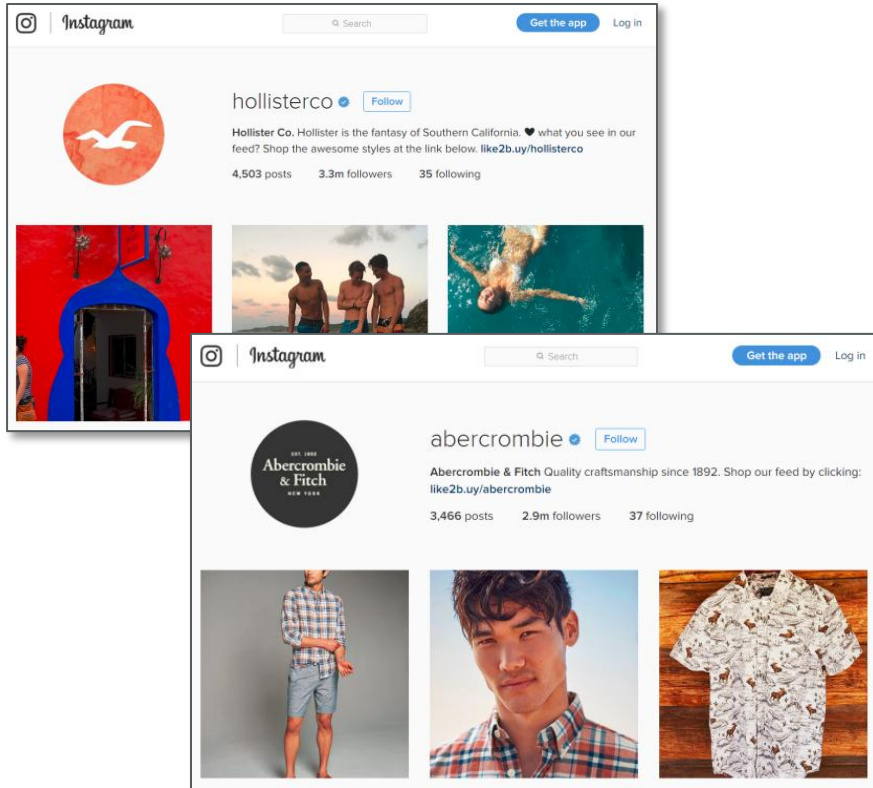 Instagram
Search
Get the app
Log in
hollisterco
Follow
Hollister Co. Hollister is the fantasy of Southern California. ♥ what you see in our
feed? Shop the awesome styles at the link below. like2b.uy/hollisterco
4,503 posts 3.3m followers 35 following
Instagram
Search
Get the app
Log in
EST. 1892
Abercrombie
& Fitch
NEW YORK
abercrombie
Follow
Abercrombie & Fitch Quality craftsmanship since 1892. Shop our feed by clicking:
like2b.uy/abercrombie
3,466 posts 2.9m followers 37 following